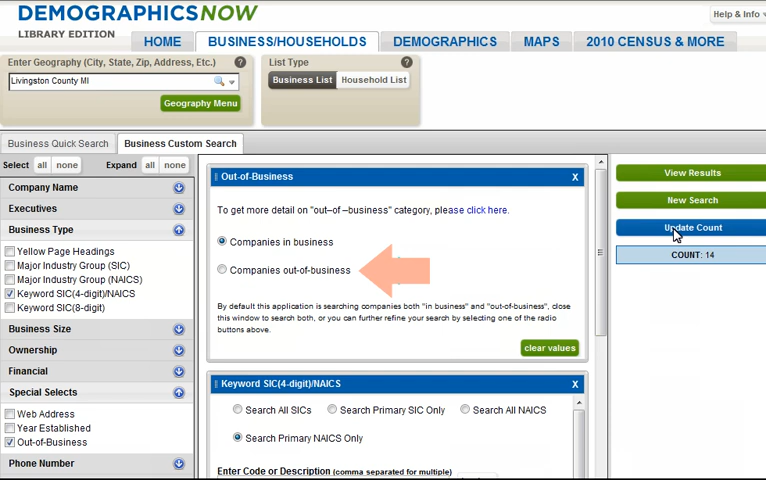 DEMOGRAPHICSNOW
LIBRARY EDITION
Help & Info
HOME
BUSINESS/HOUSEHOLDS
DEMOGRAPHICS
MAPS
2010 CENSUS & MORE
Enter Geography (City, State, Zip, Address, Etc.)
?
Livingston County MI
Geography Menu
List Type
?
Business List
Household List
Business Quick Search
Business Custom Search
Select all none Expand all none
Company Name
Executives
Business Type
Yellow Page Headings
Major Industry Group (SIC)
Major Industry Group (NAICS)
Keyword SIC(4-digit)/NAICS
Keyword SIC(8-digit)
Business Size
Ownership
Financial
Special Selects
Web Address
Year Established
Out-of-Business
Phone Number
Out-of-Business X
To get more detail on "out–of –business" category, please click here.
Companies in business
Companies out-of-business
By default this application is searching companies both "in business" and "out-of-business", close
this window to search both, or you can further refine your search by selecting one of the radio
buttons above.
clear values
Keyword SIC(4-digit)/NAICS X
Search All SICs Search Primary SIC Only Search All NAICS
Search Primary NAICS Only
Enter Code or Description (comma separated for multiple)
View Results
New Search
Update Count
COUNT: 14